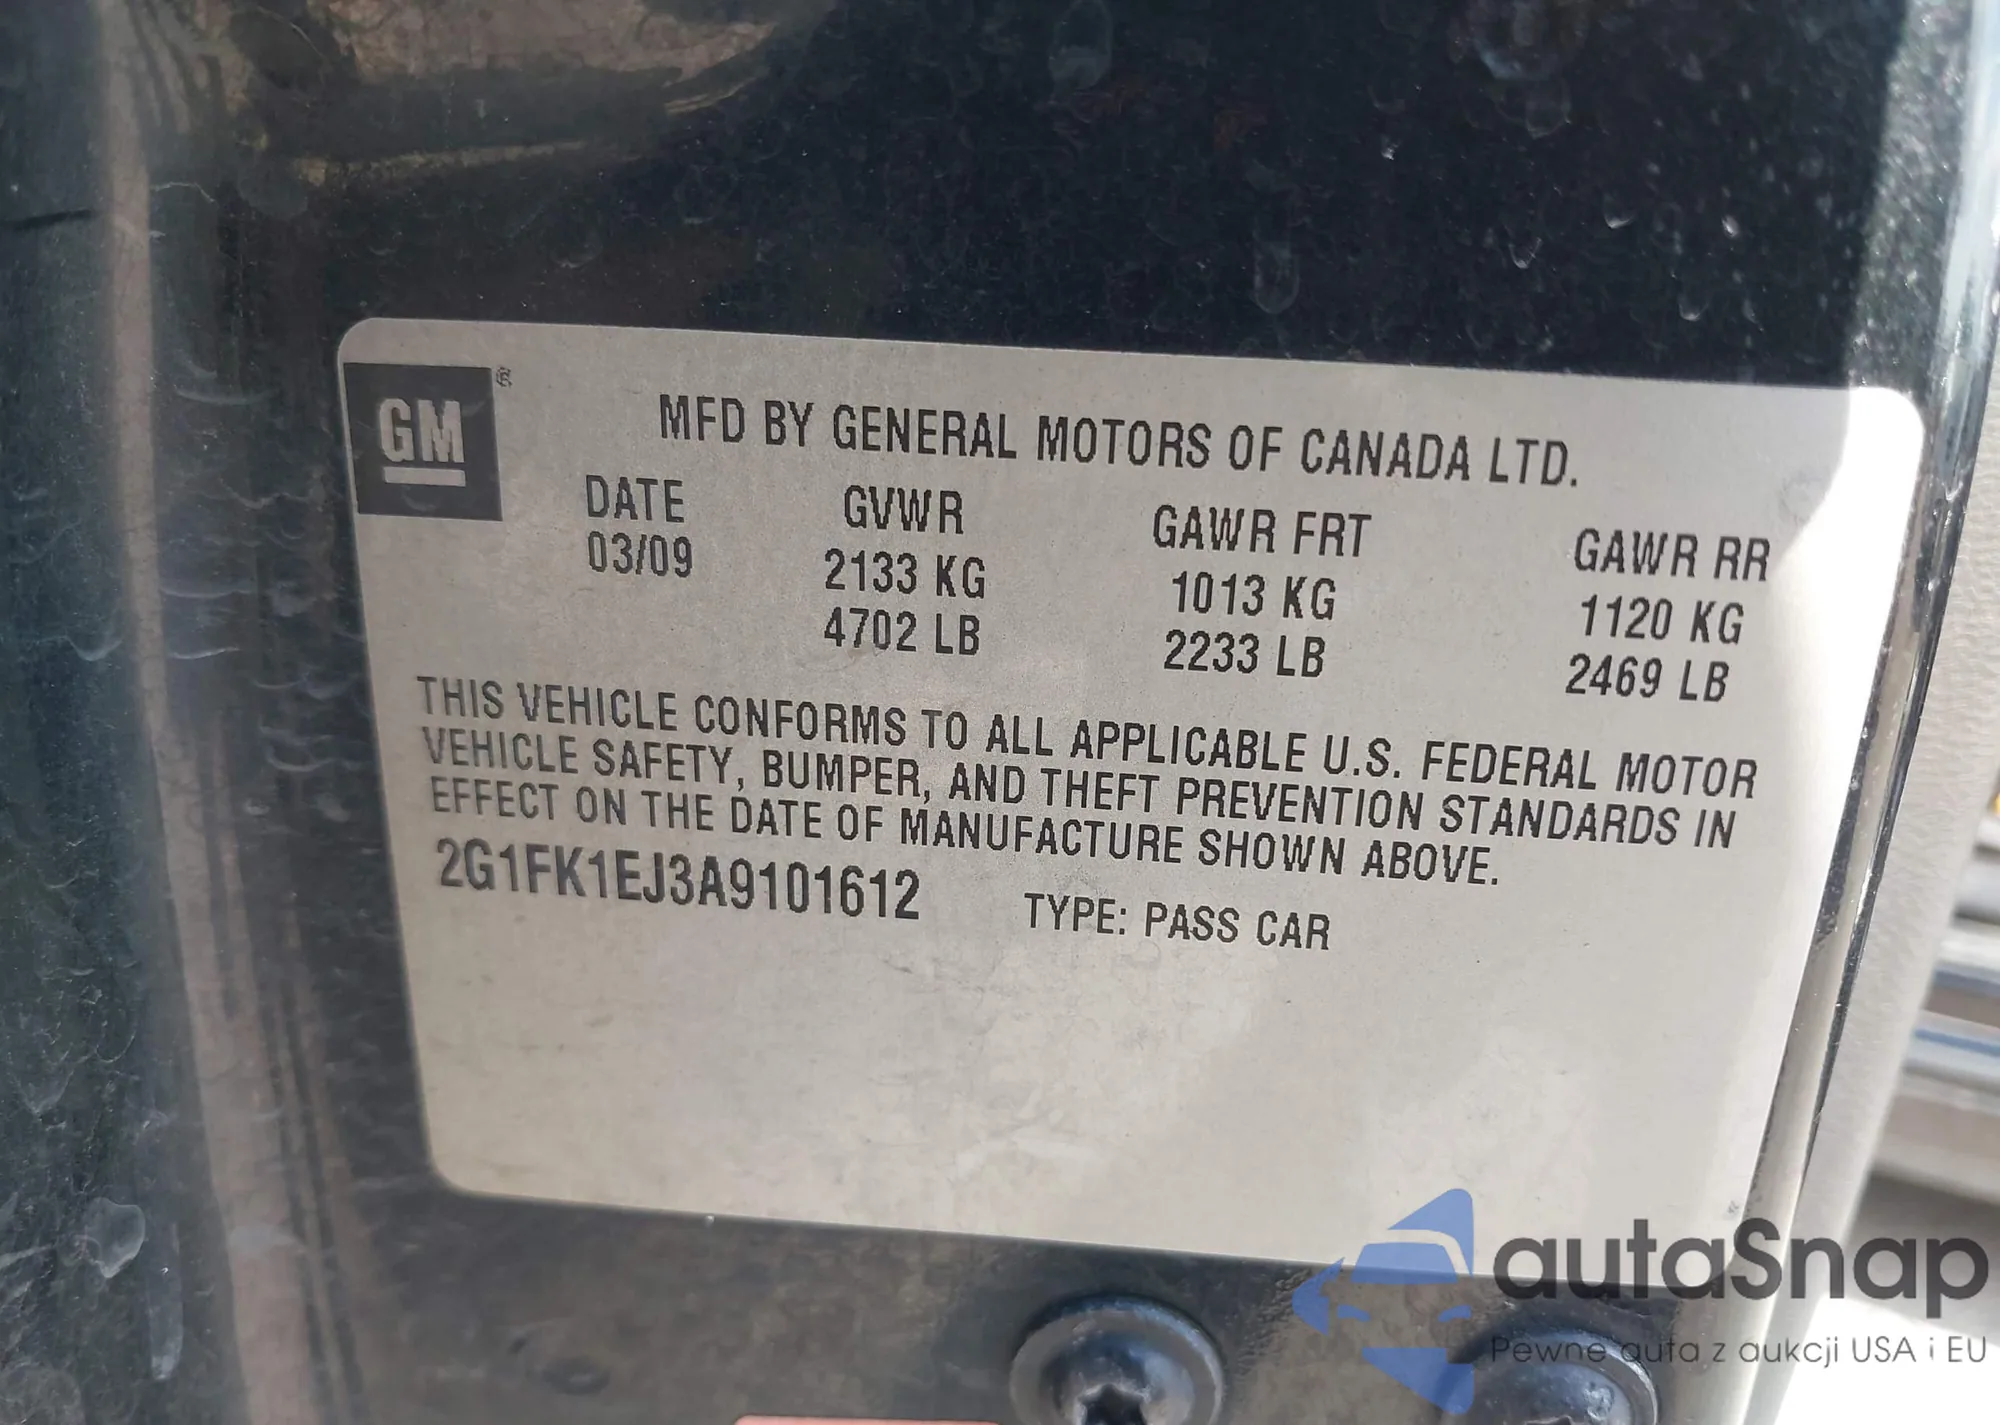 GM ®
MFD BY GENERAL MOTORS OF CANADA LTD.
DATE GVWR GAWR FRT GAWR RR
03/09 2133 KG 1013 KG 1120 KG
4702 LB 2233 LB 2469 LB
THIS VEHICLE CONFORMS TO ALL APPLICABLE U.S. FEDERAL MOTOR
VEHICLE SAFETY, BUMPER, AND THEFT PREVENTION STANDARDS IN
EFFECT ON THE DATE OF MANUFACTURE SHOWN ABOVE.
2G1FK1EJ3A9101612 TYPE: PASS CAR
autaSnap
Pewne auta z aukcji USA i EU